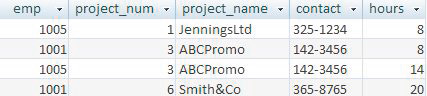 emp project_num project_name contact hours
1005 1 JenningsLtd 325-1234 8
1001 3 ABCPromo 142-3456 8
1005 3 ABCPromo 142-3456 14
1001 6 Smith&Co 365-8765 20